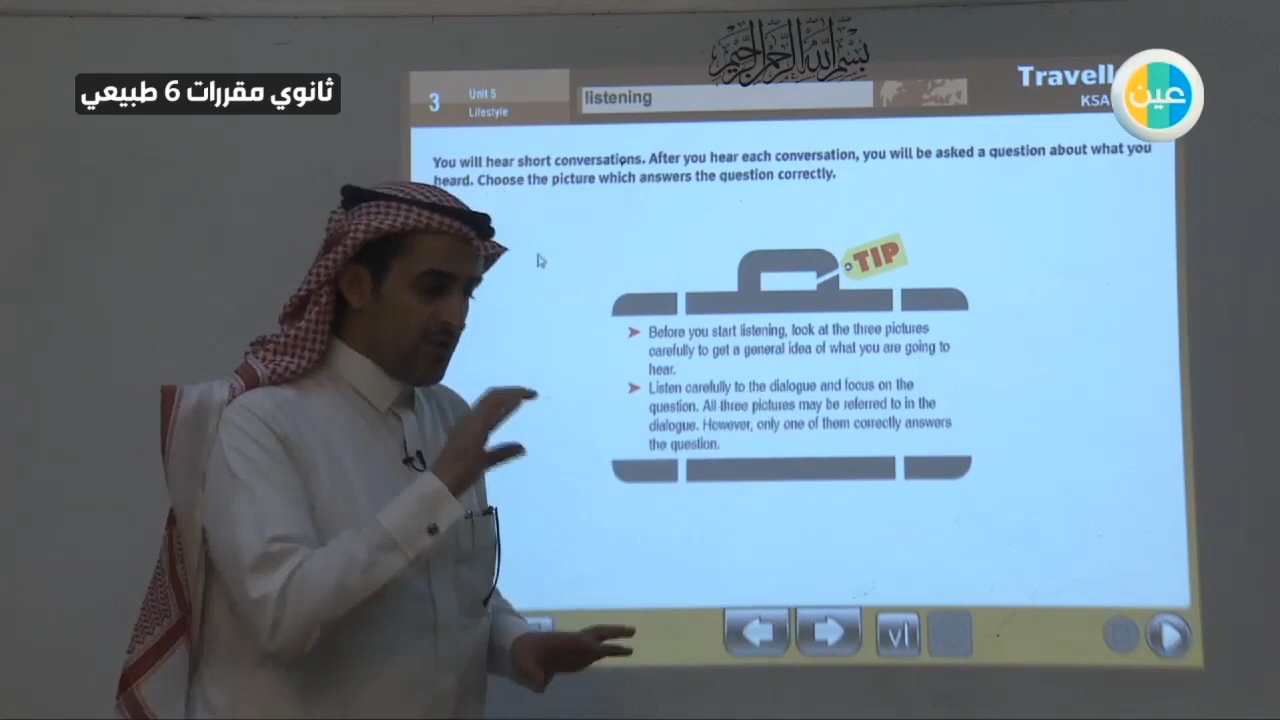 بسم الله الرحمن الرحيم
ثانوي مقررات 6 طبيعي
عين
3
Unit 5
Lifestyle
listening
Travell
KSA
You will hear short conversations. After you hear each conversation, you will be asked a question about what you
heard. Choose the picture which answers the question correctly.
TIP
➤ Before you start listening, look at the three pictures
carefully to get a general idea of what you are going to
hear.
➤ Listen carefully to the dialogue and focus on the
question. All three pictures may be referred to in the
dialogue. However, only one of them correctly answers
the question.